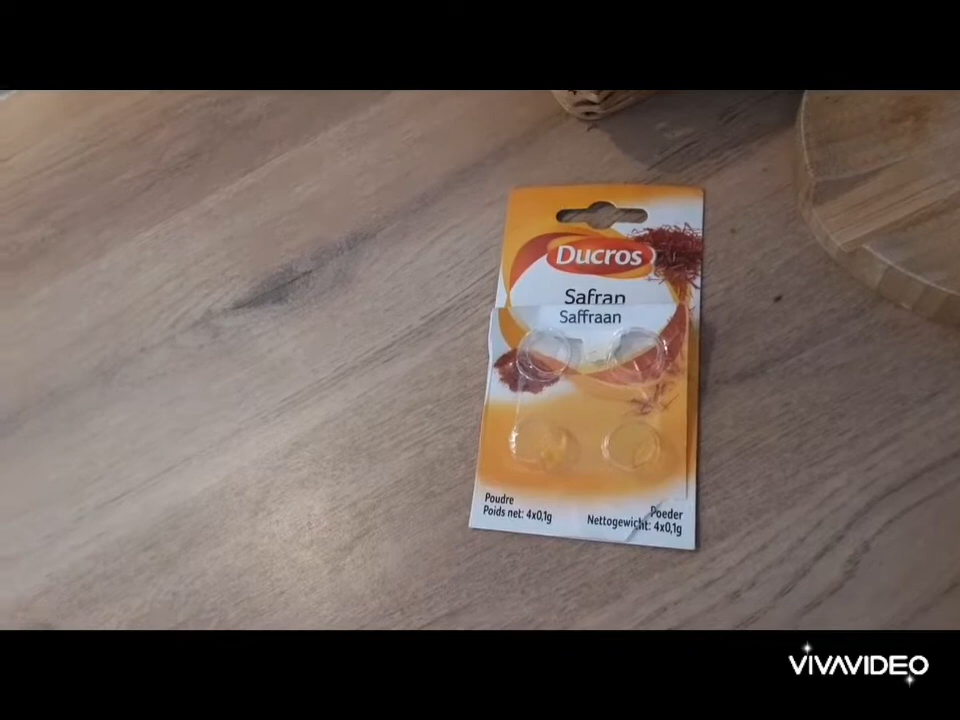 Ducros
Safran
Saffraan
Poudre
Poids net: 4x0,1g
Poeder
Nettogewicht: 4x0,1g
VIVAVIDEO